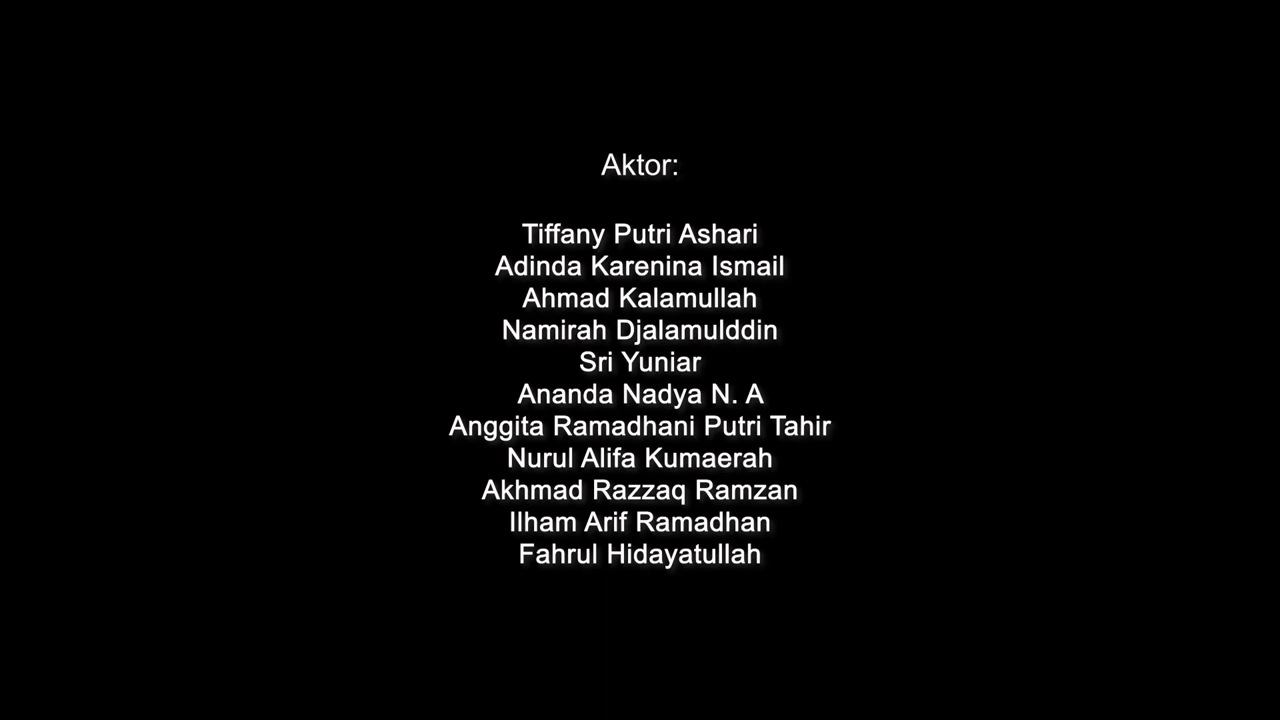 Aktor:
Tiffany Putri Ashari
Adinda Karenina Ismail
Ahmad Kalamullah
Namirah Djalamulddin
Sri Yuniar
Ananda Nadya N. A
Anggita Ramadhani Putri Tahir
Nurul Alifa Kumaerah
Akhmad Razzaq Ramzan
Ilham Arif Ramadhan
Fahrul Hidayatullah